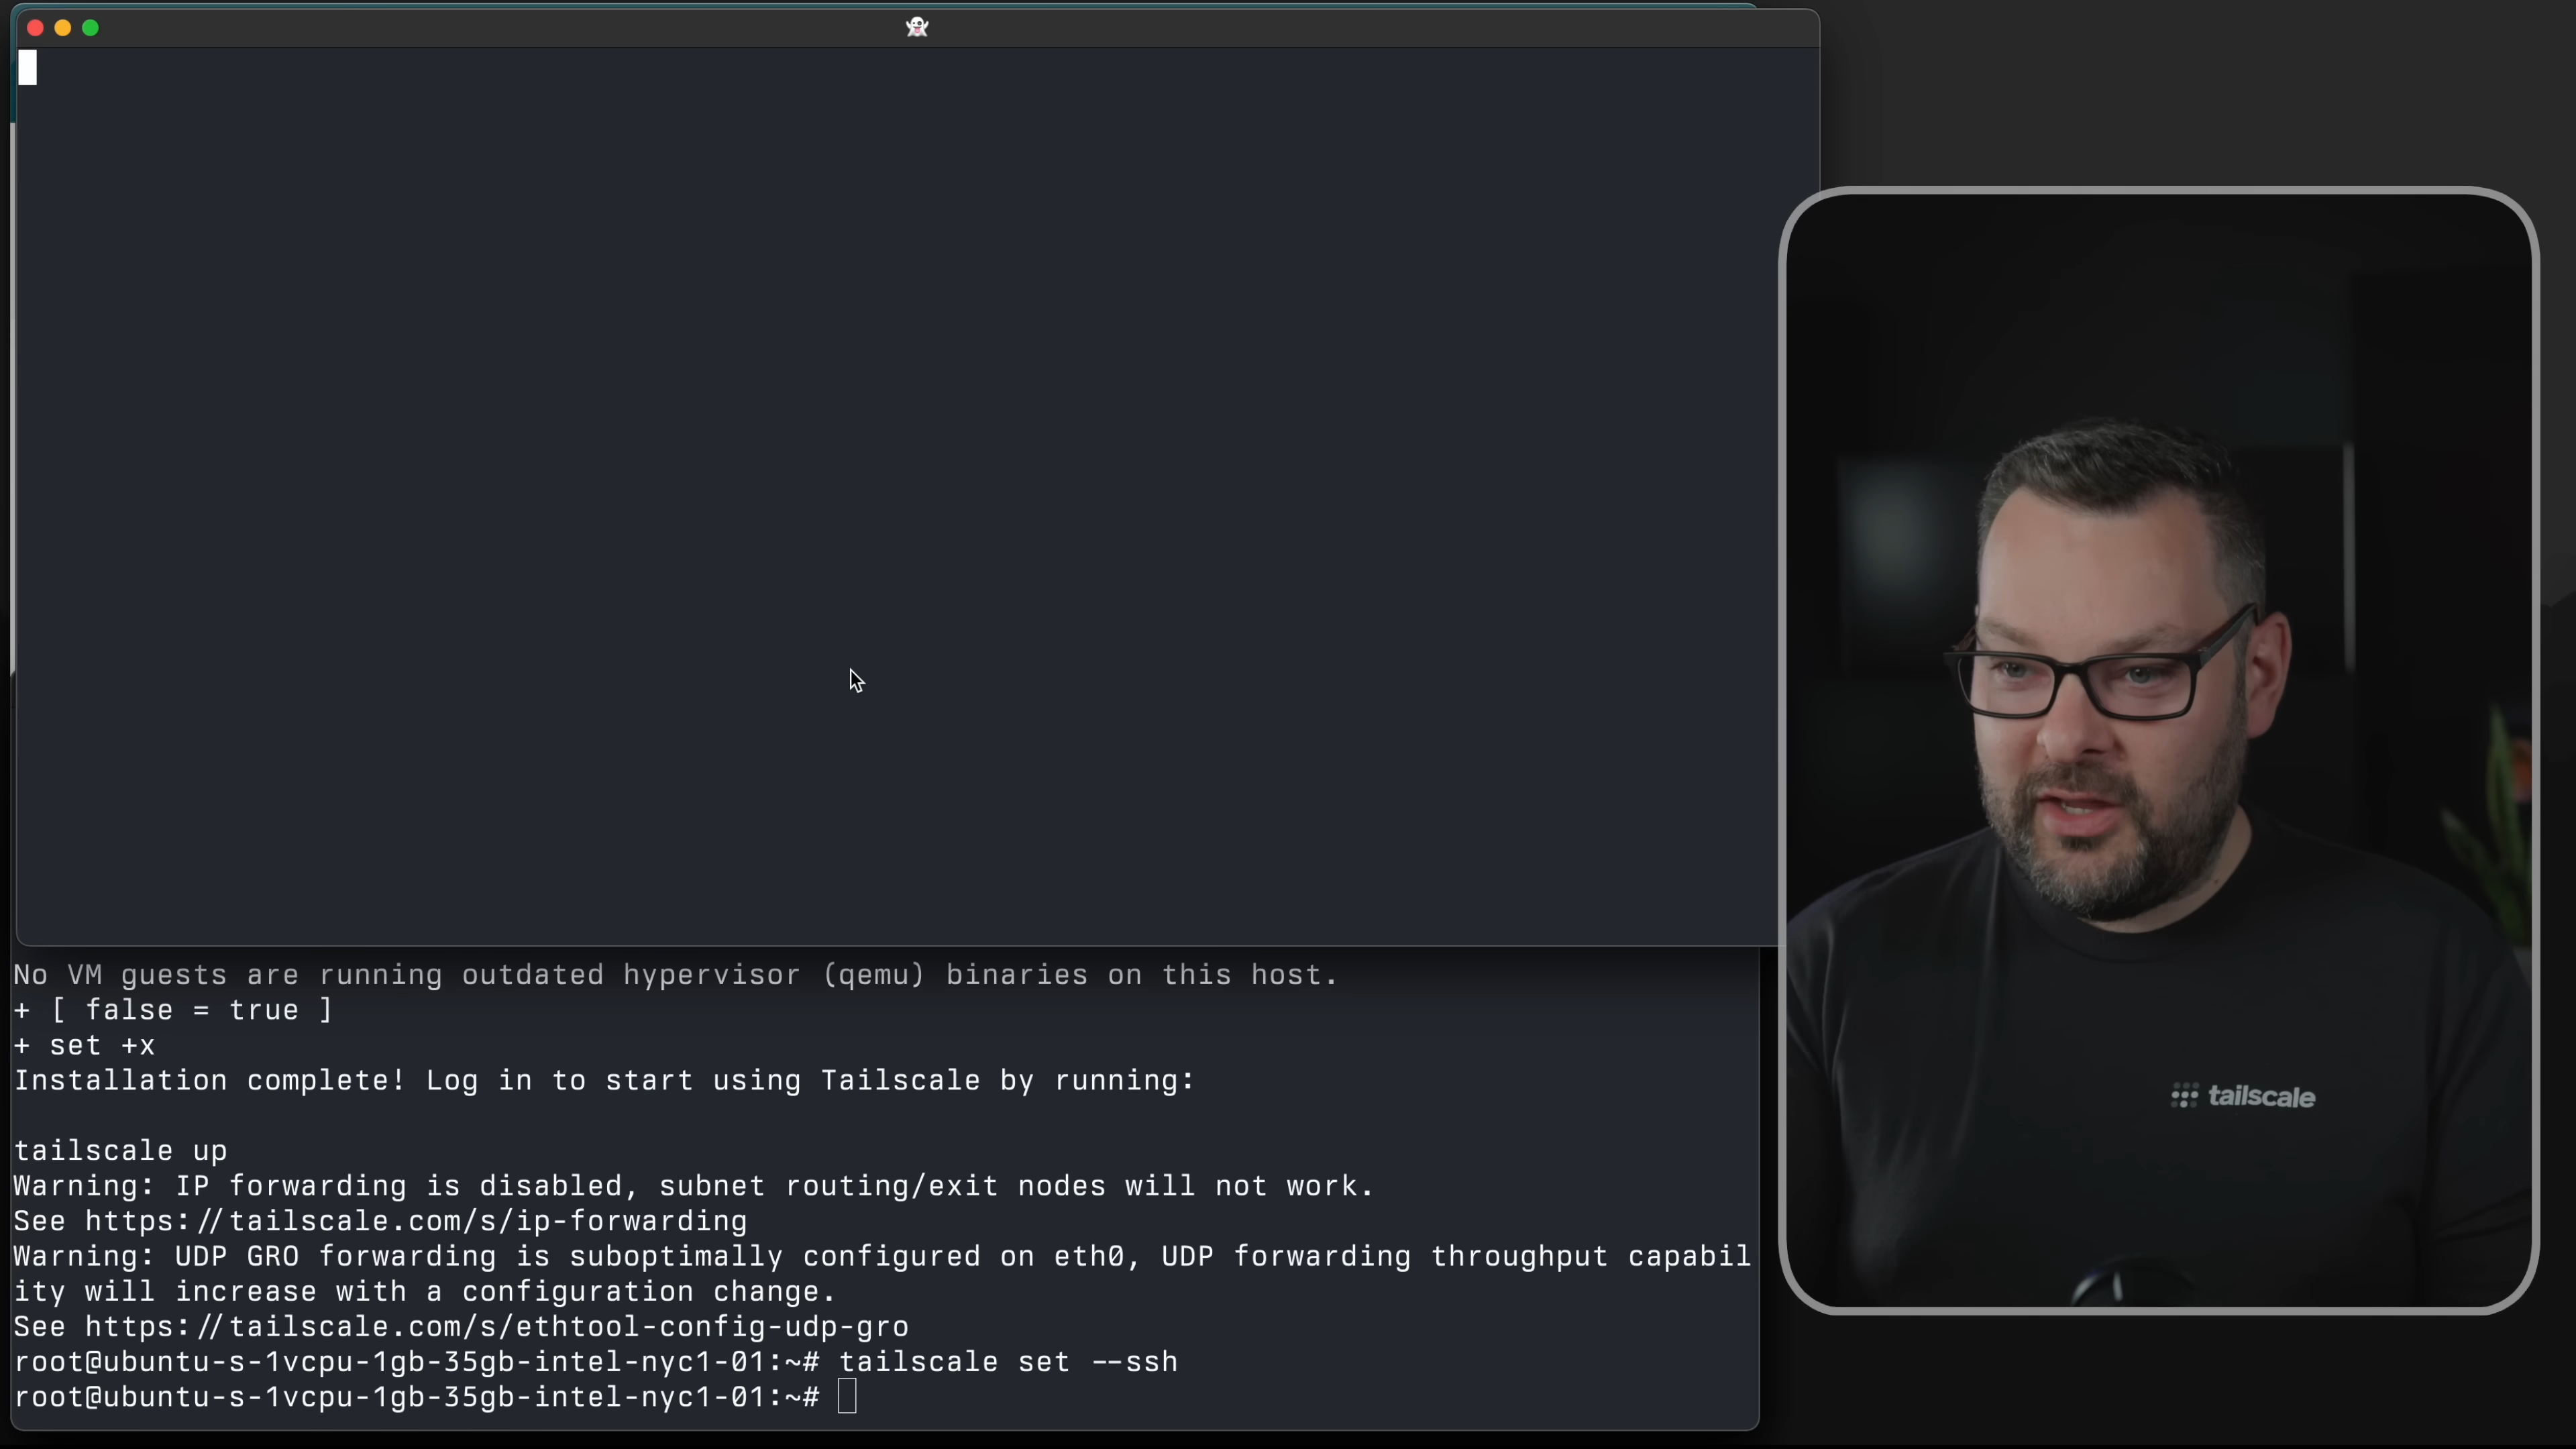 No VM guests are running outdated hypervisor (qemu) binaries on this host.
+ [ false = true ]
+ set +x
Installation complete! Log in to start using Tailscale by running:
tailscale up
Warning: IP forwarding is disabled, subnet routing/exit nodes will not work.
See https://tailscale.com/s/ip-forwarding
Warning: UDP GRO forwarding is suboptimally configured on eth0, UDP forwarding throughput capabil
ity will increase with a configuration change.
See https://tailscale.com/s/ethtool-config-udp-gro
root@ubuntu-s-1vcpu-1gb-35gb-intel-nyc1-01:~# tailscale set --ssh
root@ubuntu-s-1vcpu-1gb-35gb-intel-nyc1-01:~#
tailscale